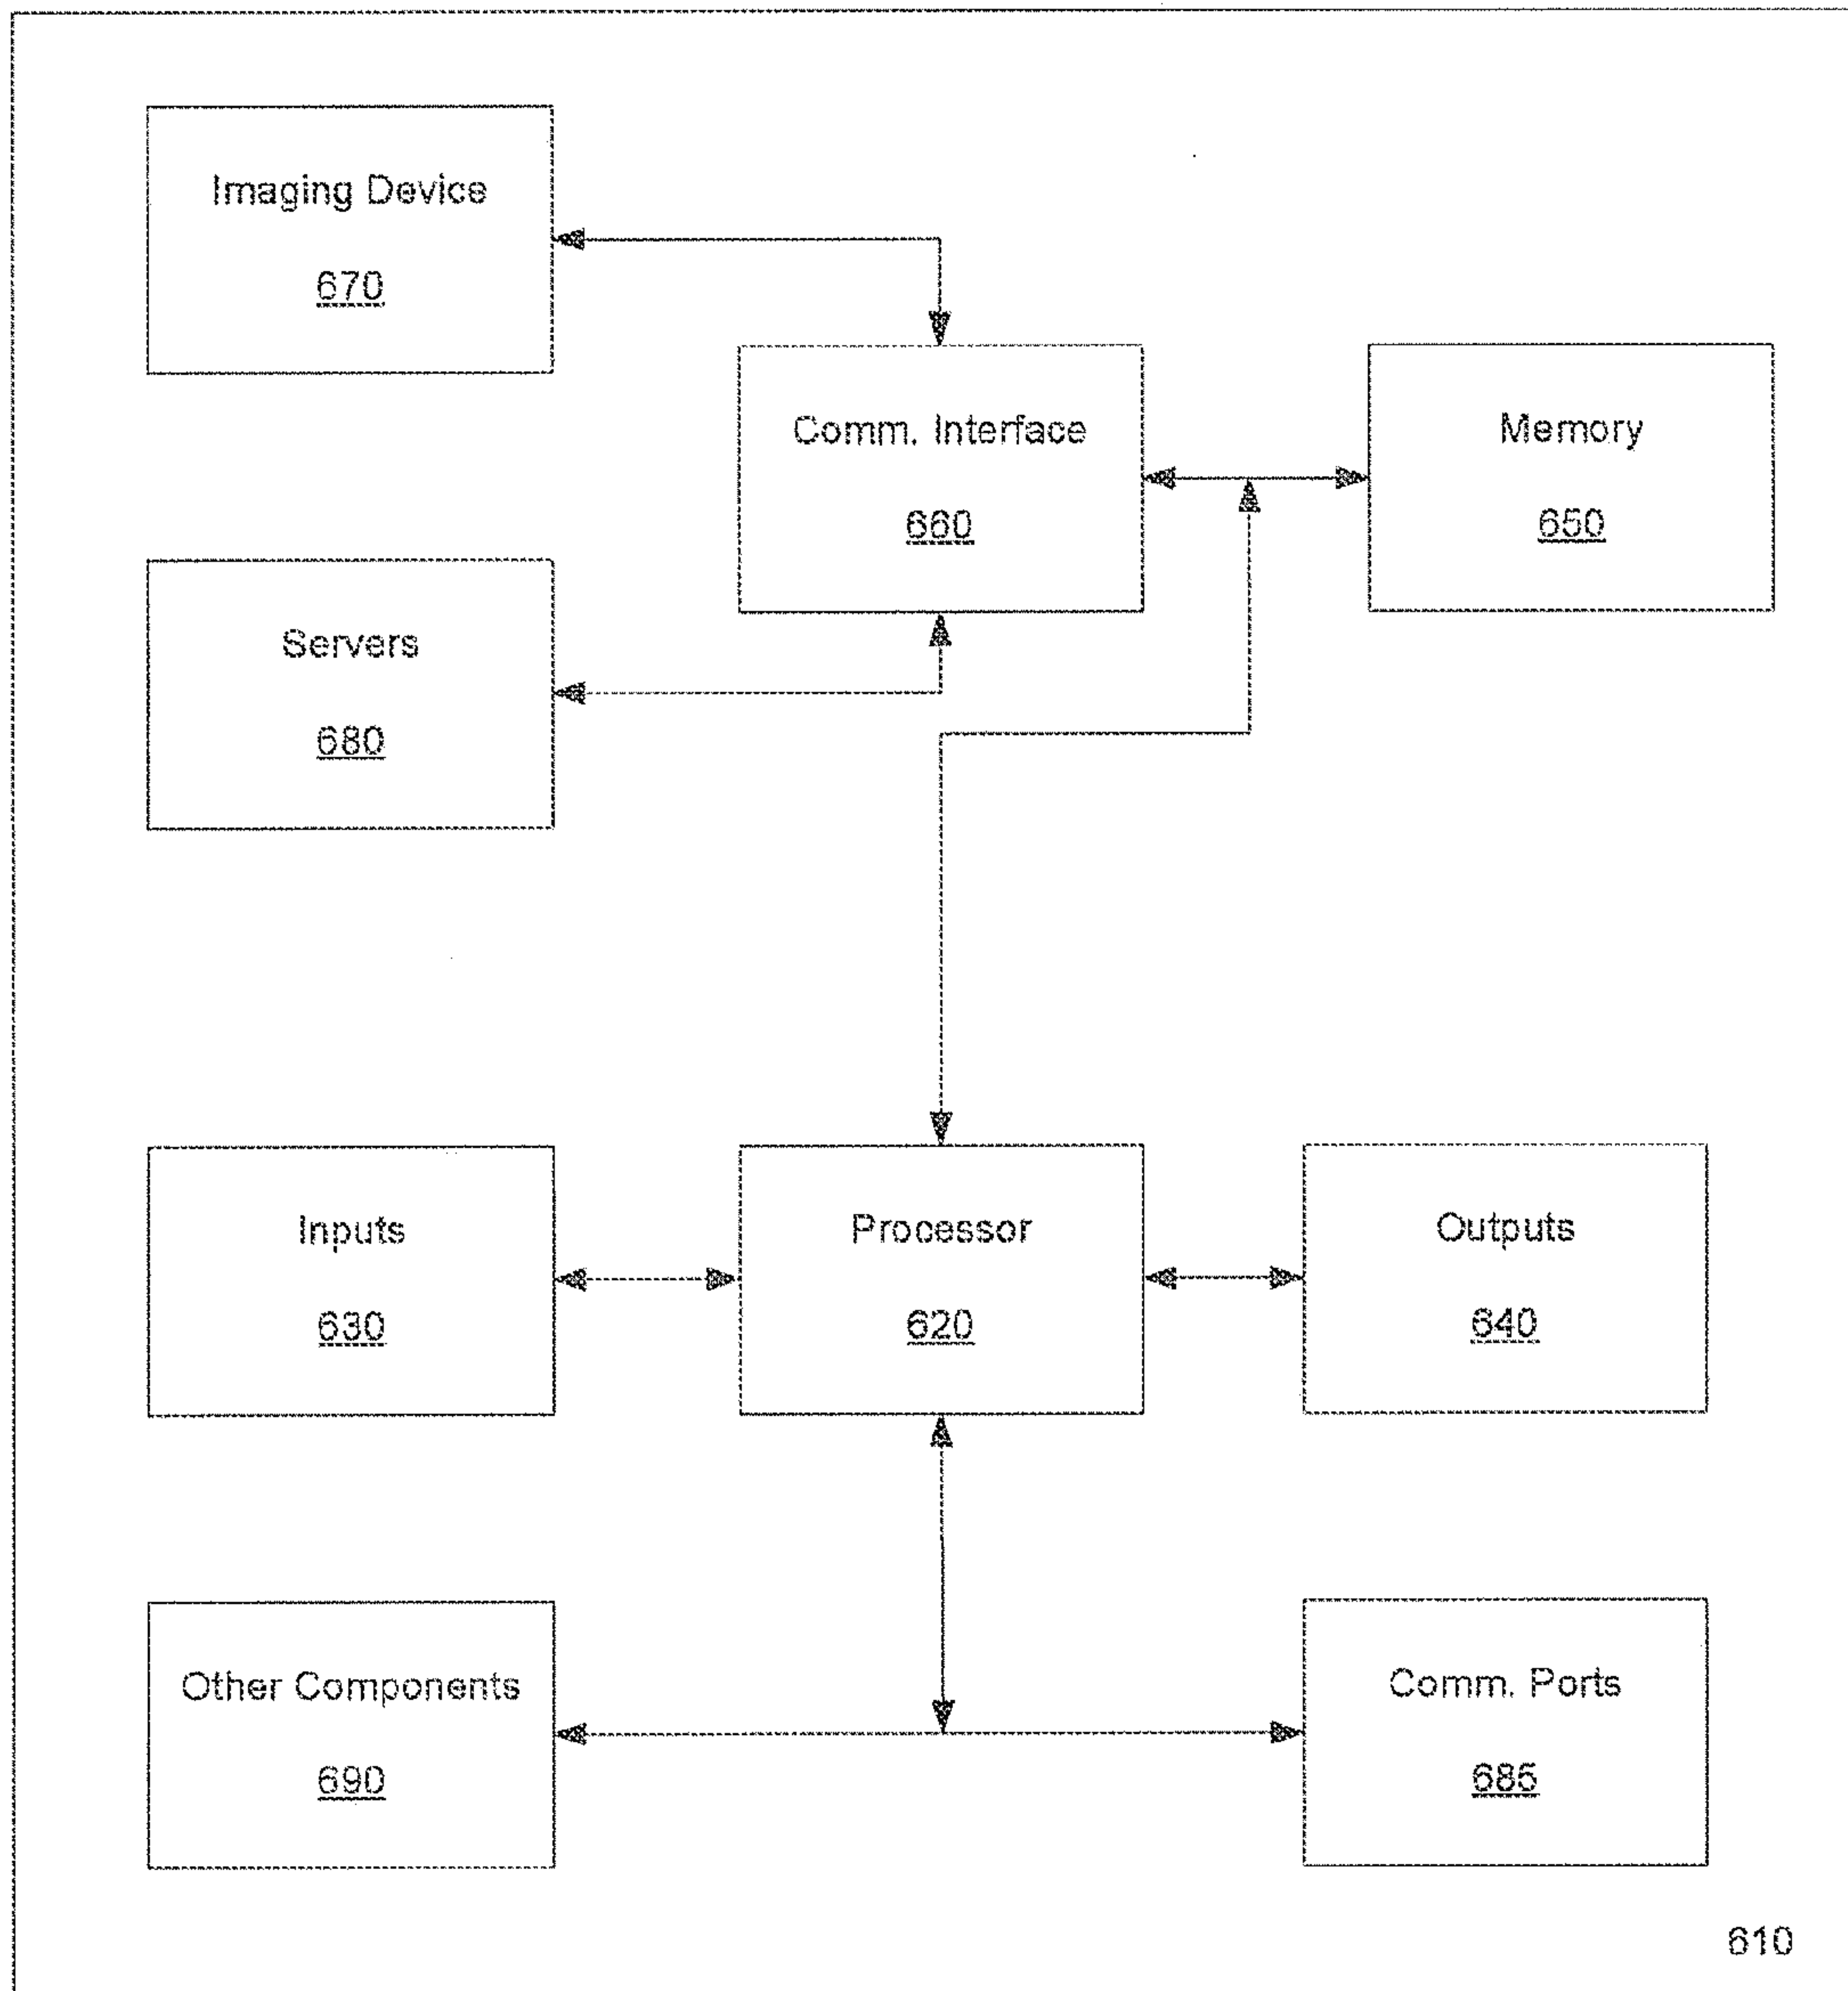 Imaging Device
670
Comm. Interface
660
Memory
650
Servers
680
Inputs
630
Processor
620
Outputs
640
Other Components
690
Comm. Ports
685
610